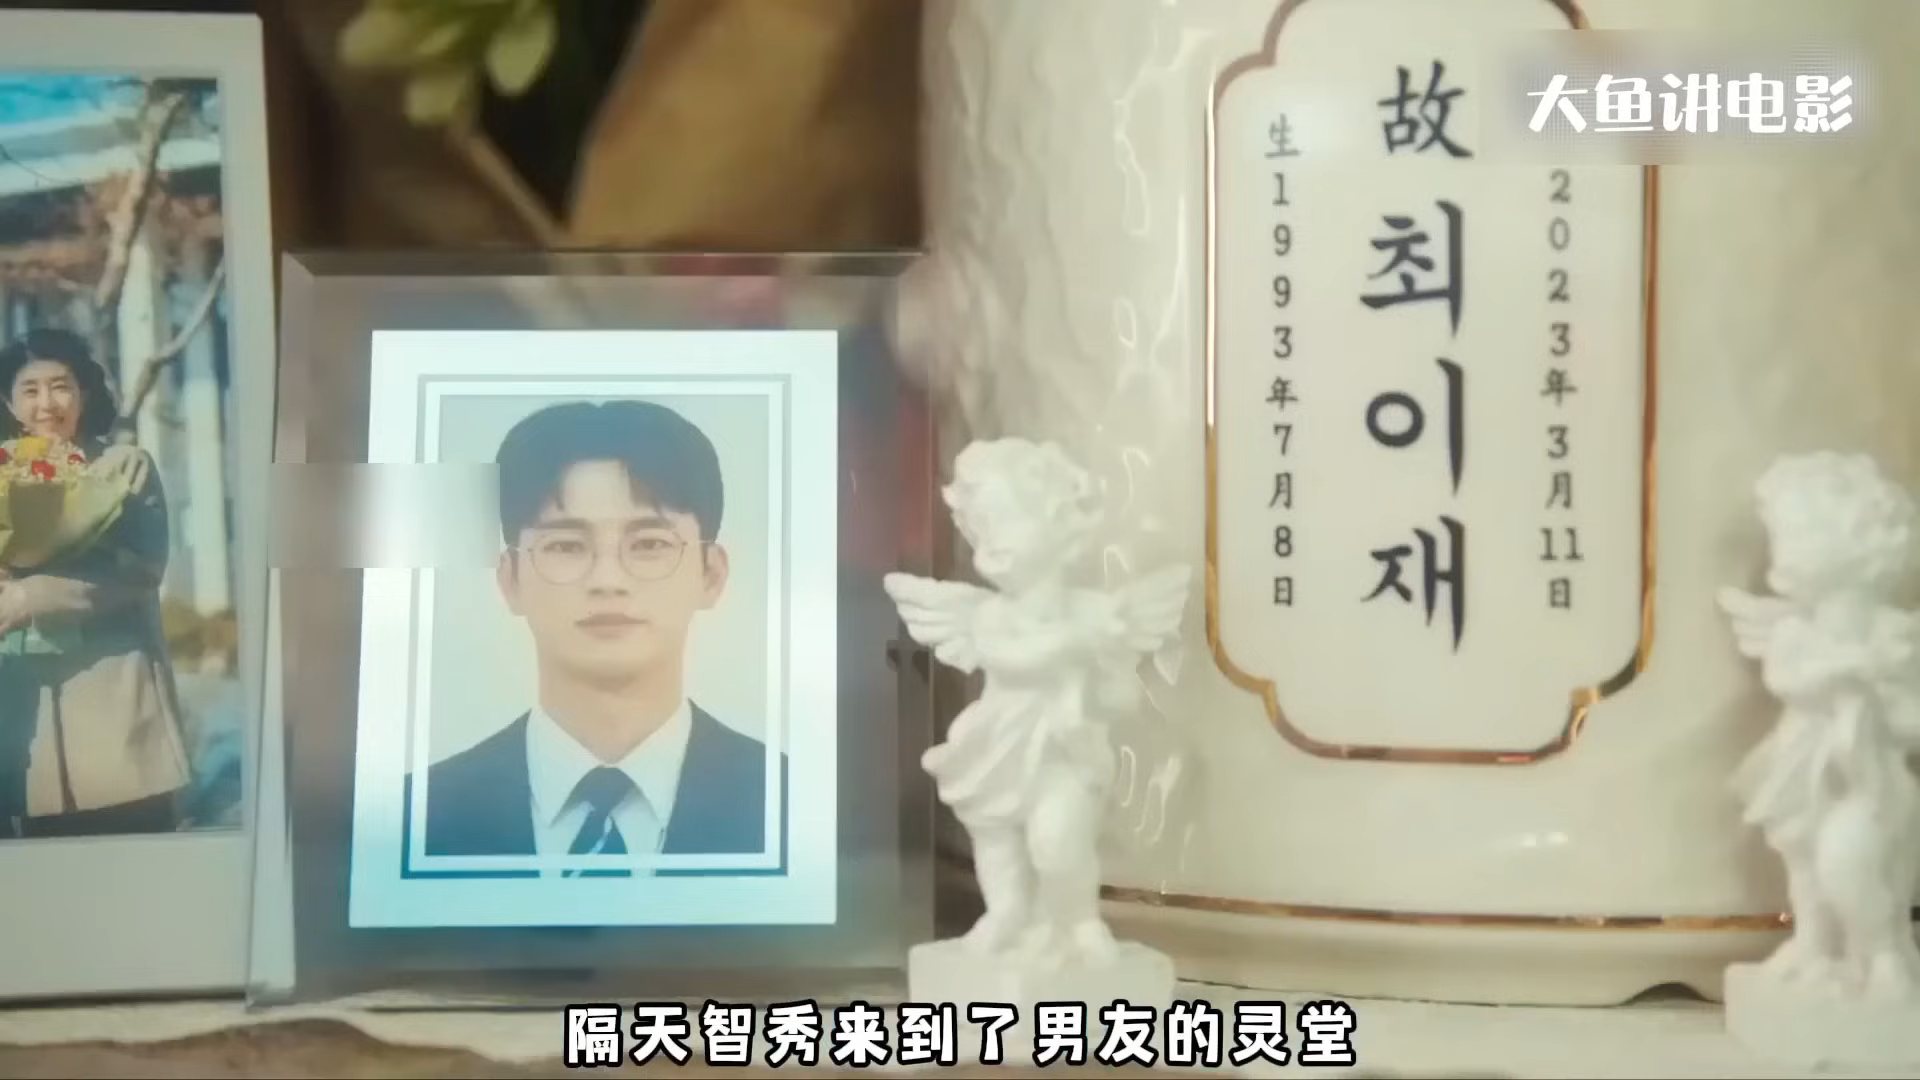 大鱼讲电影
故 최이재
生1993年7月8日
2023年3月11日
隔天智秀来到了男友的灵堂